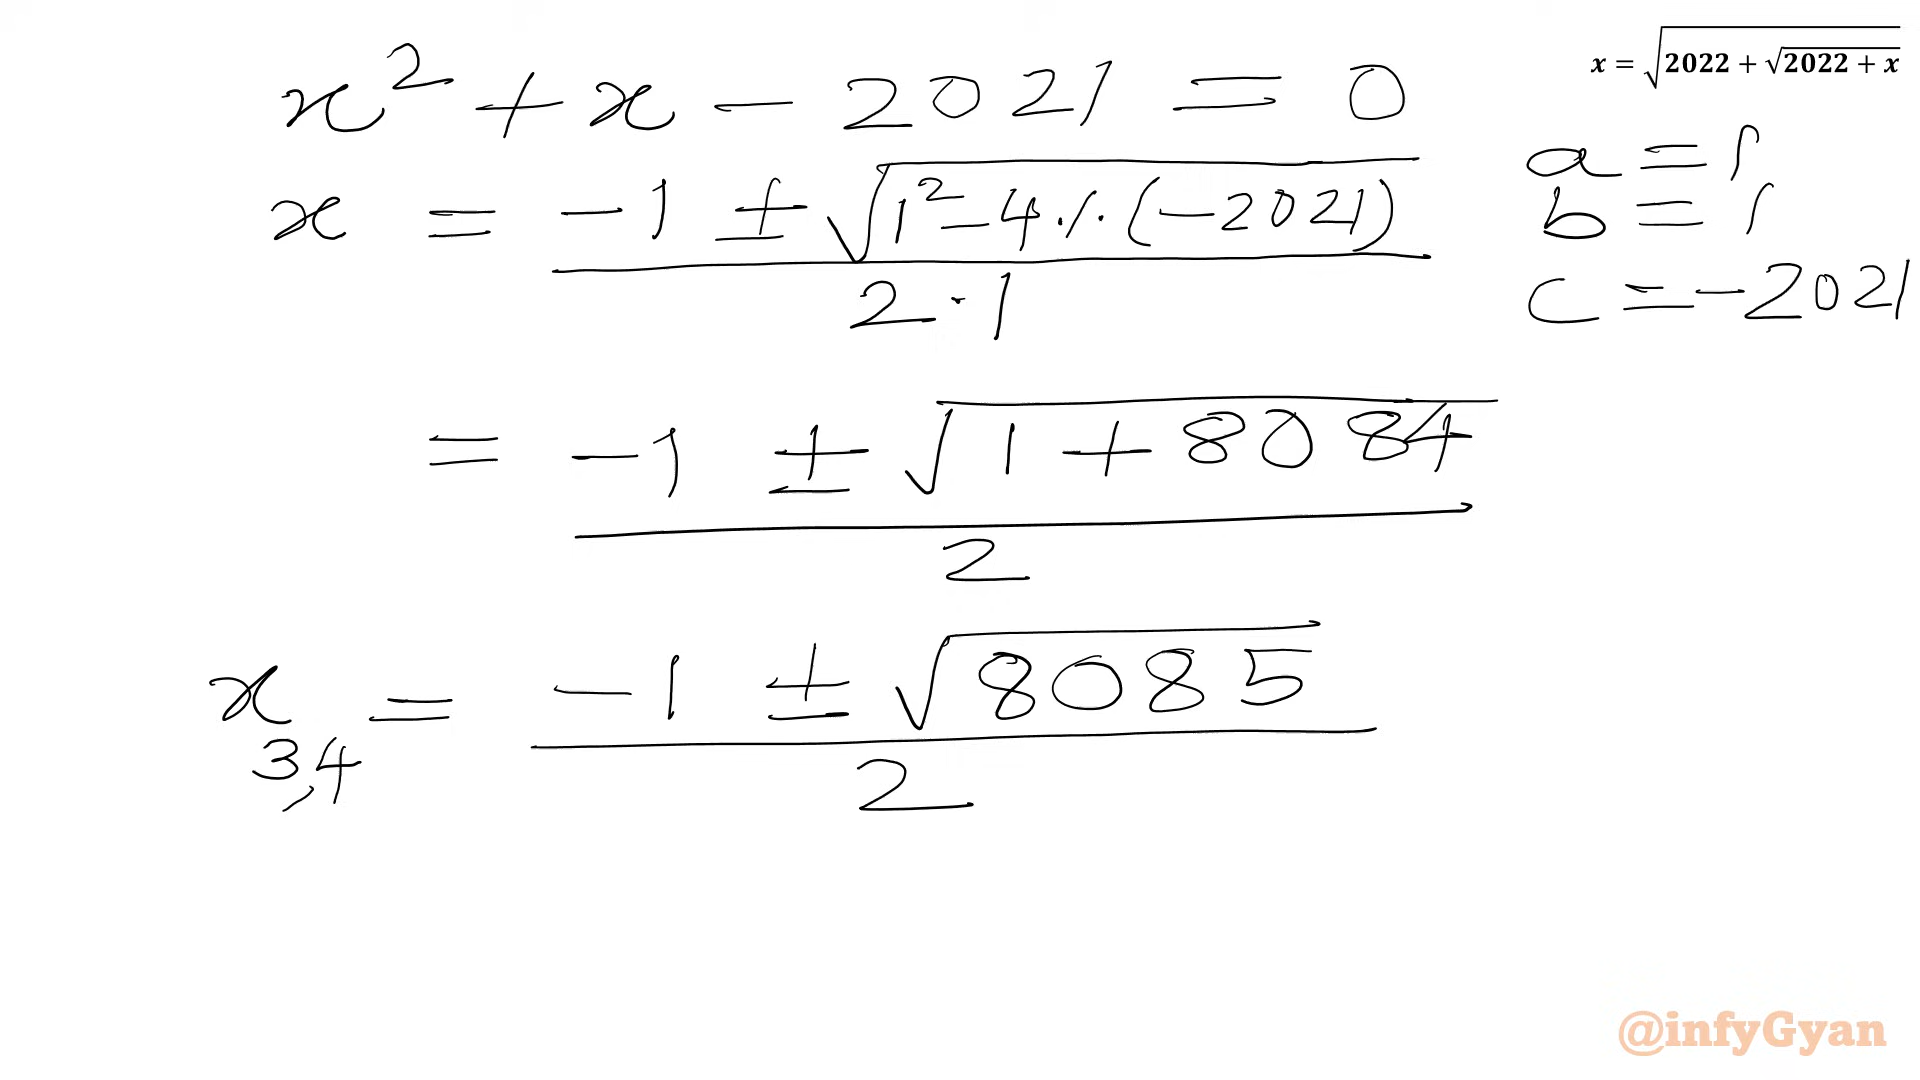 x = √(2022 + √(2022 + x))
x² + x − 2021 = 0
a = 1
b = 1
c = −2021
x = (−1 ± √(1² − 4·1·(−2021))) / (2·1)
= (−1 ± √(1 + 8084)) / 2
x₃,₄ = (−1 ± √8085) / 2
@infyGyan